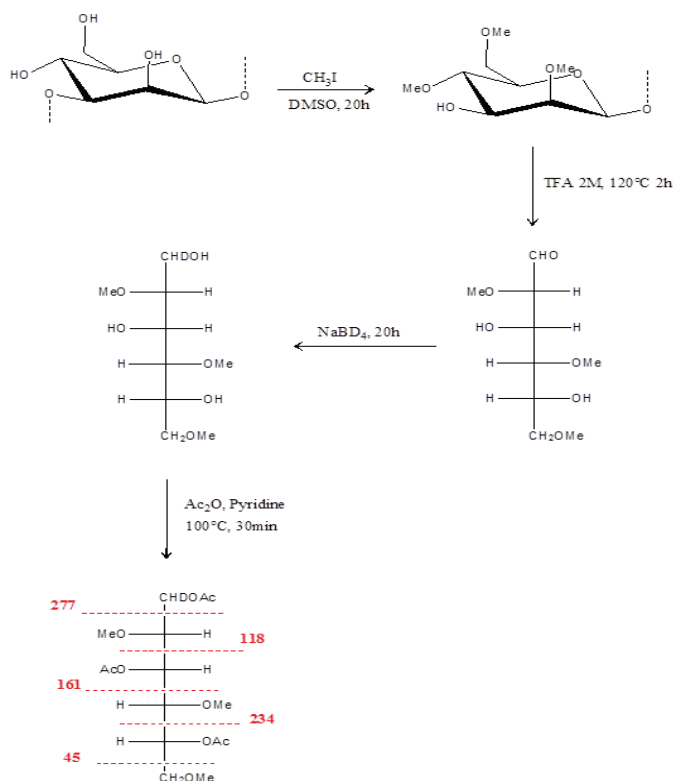 OH
OH
HO
O
O
O
CH3I
DMSO, 20h
OMe
OMe
MeO
HO
O
O
TFA 2M, 120°C 2h
CHDOH
MeO H
HO H
H OMe
H OH
CH2OMe
NaBD4, 20h
CHO
MeO H
HO H
H OMe
H OH
CH2OMe
Ac2O, Pyridine
100°C, 30min
CHDOAc
277
MeO H
118
AcO H
161
H OMe
234
H OAc
45
CH2OMe